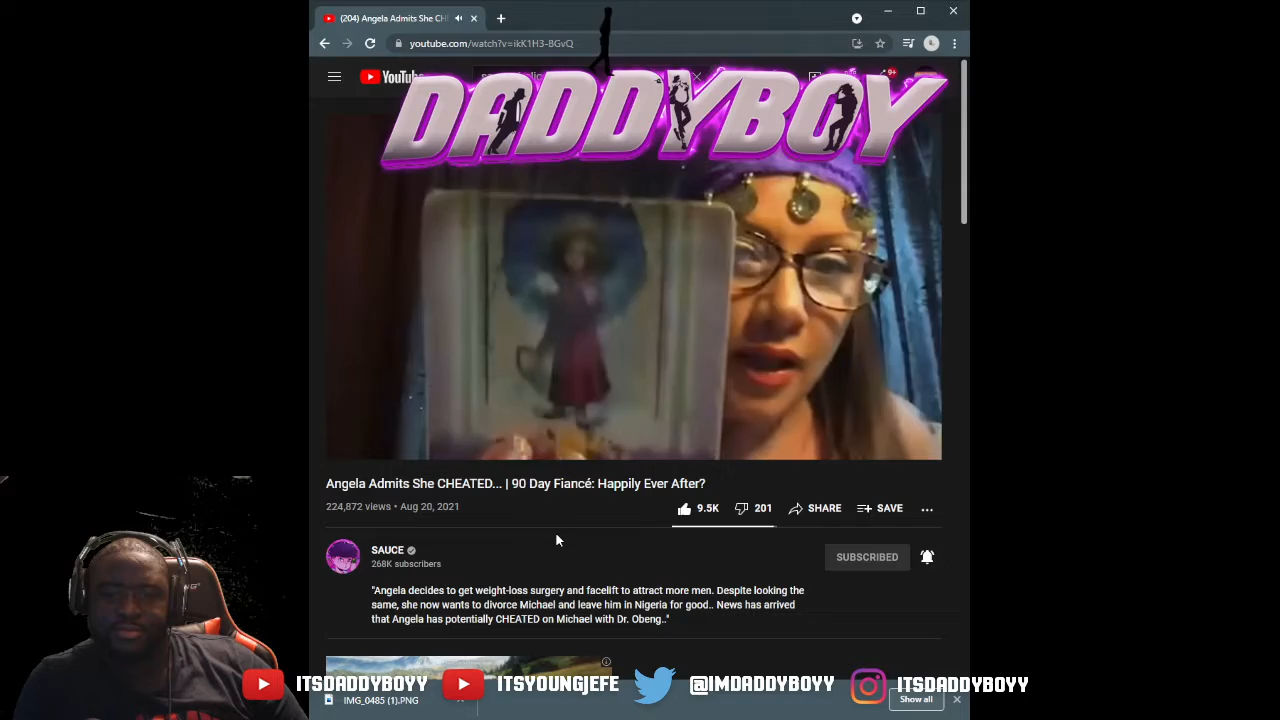 (204) Angela Admits She CH
youtube.com/watch?v=ikK1H3-BGvQ
YouTube
9+
DADDYBOY
Angela Admits She CHEATED... | 90 Day Fiancé: Happily Ever After?
224,872 views • Aug 20, 2021
9.5K
201
SHARE
SAVE
SAUCE
268K subscribers
SUBSCRIBED
"Angela decides to get weight-loss surgery and facelift to attract more men. Despite looking the
same, she now wants to divorce Michael and leave him in Nigeria for good.. News has arrived
that Angela has potentially CHEATED on Michael with Dr. Obeng.."
ITSDADDYBOYY
ITSYOUNGJEFE
@IMDADDYBOYY
ITSDADDYBOYY
IMG_0485 (1).PNG
Show all